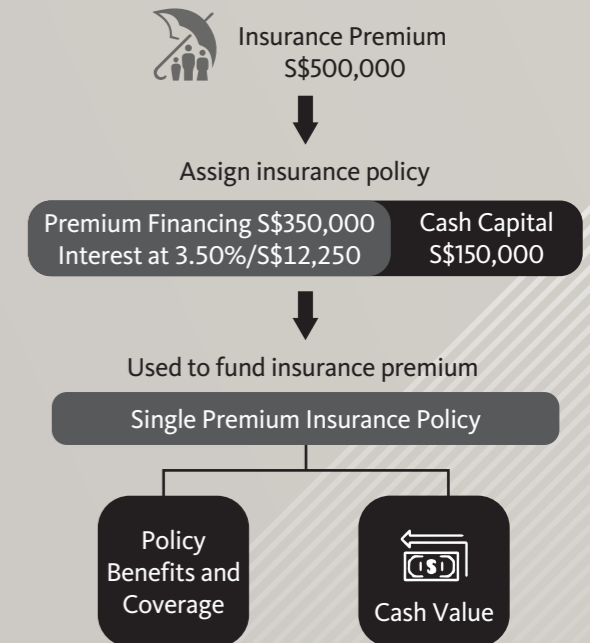 Insurance Premium
S$500,000
Assign insurance policy
Premium Financing S$350,000
Interest at 3.50%/S$12,250
Cash Capital
S$150,000
Used to fund insurance premium
Single Premium Insurance Policy
Policy
Benefits and
Coverage
$
Cash Value